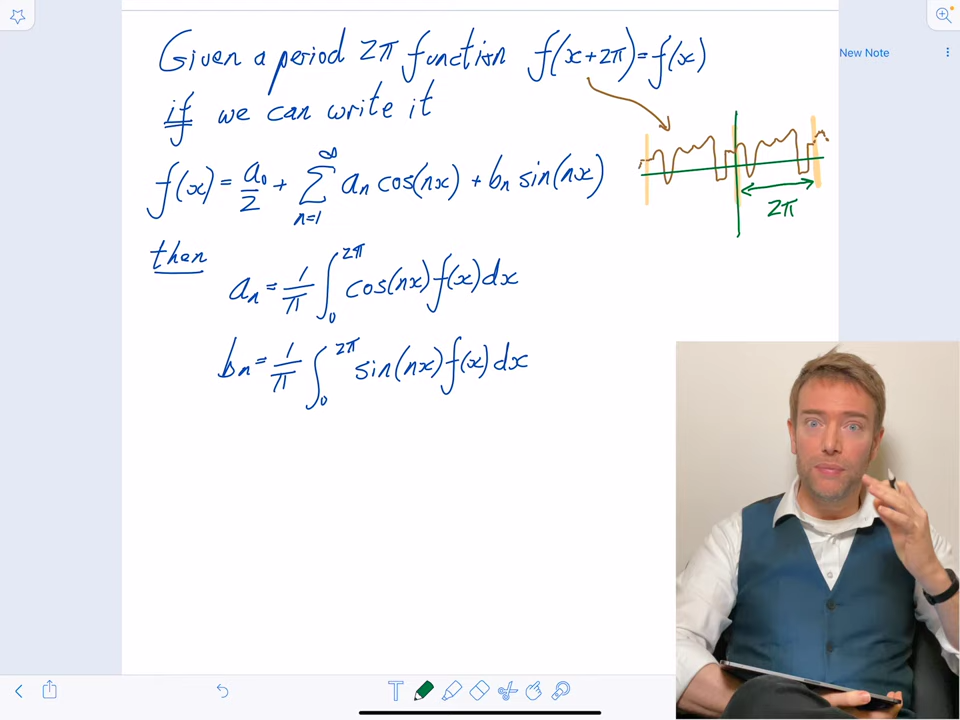 Given a period 2π function f(x+2π)=f(x)
if we can write it
f(x) = a₀/2 + ∑_{n=1}^{∞} aₙ cos(nx) + bₙ sin(nx)
2π
then
aₙ = 1/π ∫₀^{2π} cos(nx) f(x) dx
bₙ = 1/π ∫₀^{2π} sin(nx) f(x) dx
New Note
T